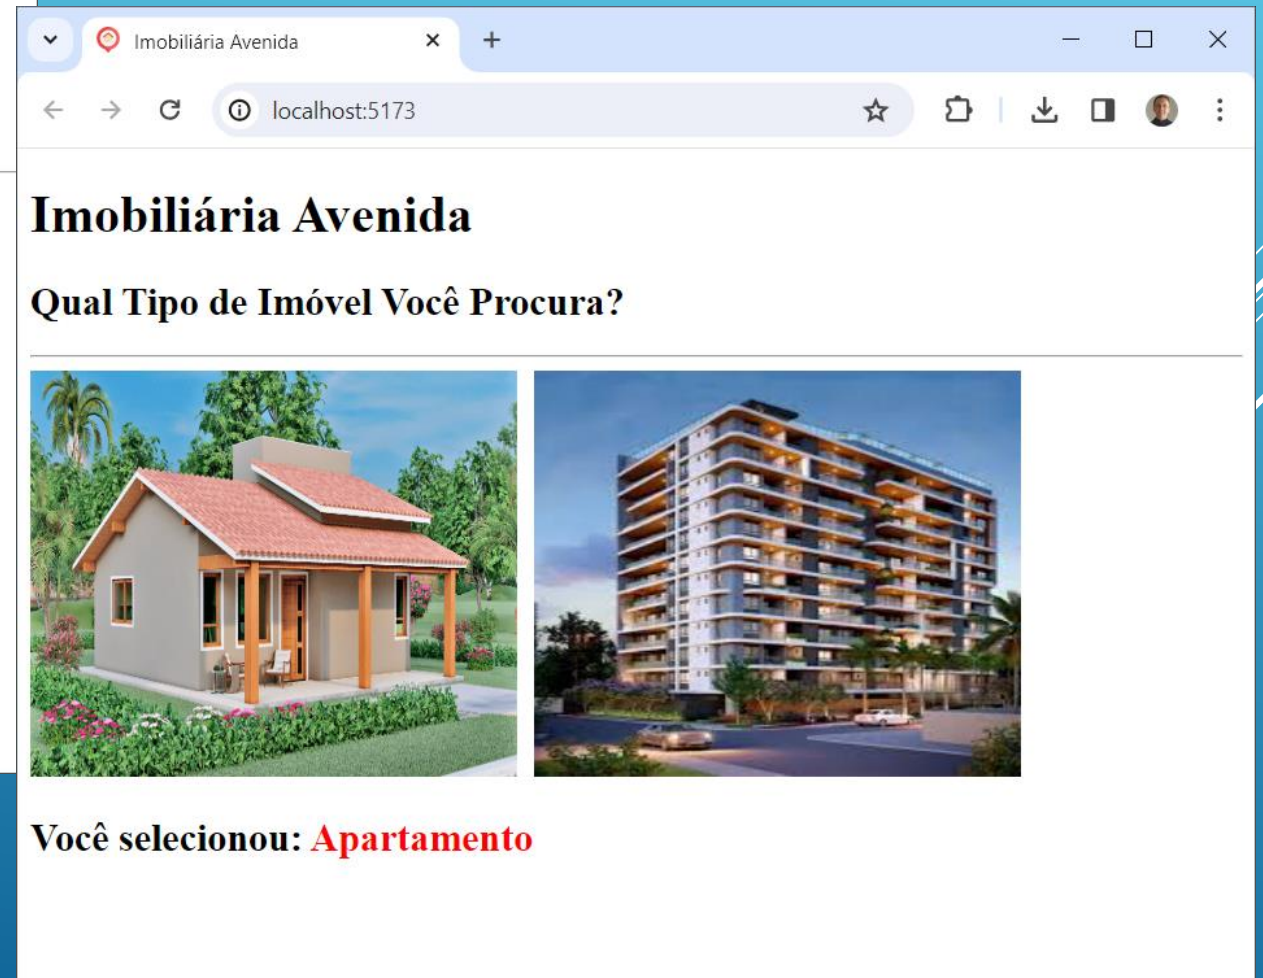 Imobiliária Avenida
localhost:5173
Imobiliária Avenida
Qual Tipo de Imóvel Você Procura?
Você selecionou: Apartamento